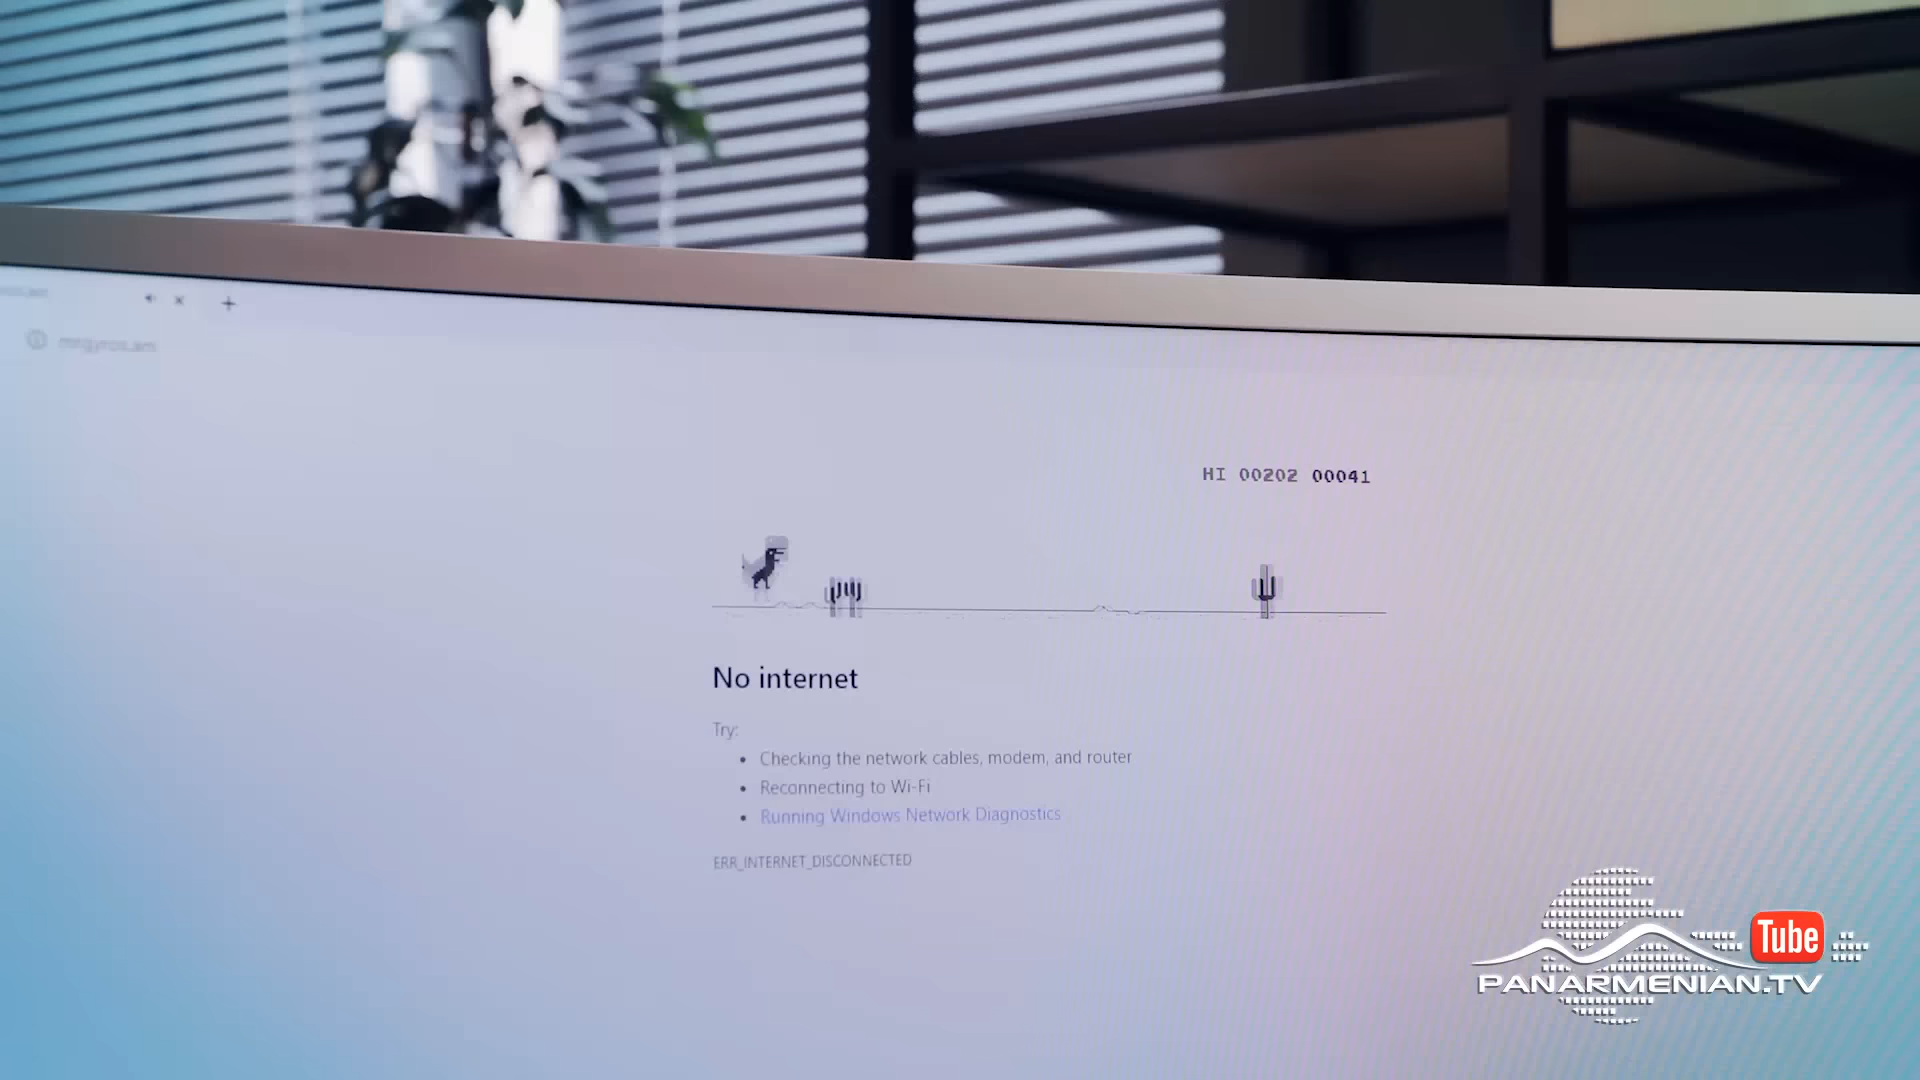 HI 00202 00041
No internet
Try:
• Checking the network cables, modem, and router
• Reconnecting to Wi-Fi
• Running Windows Network Diagnostics
ERR_INTERNET_DISCONNECTED
Tube
PANARMENIAN.TV